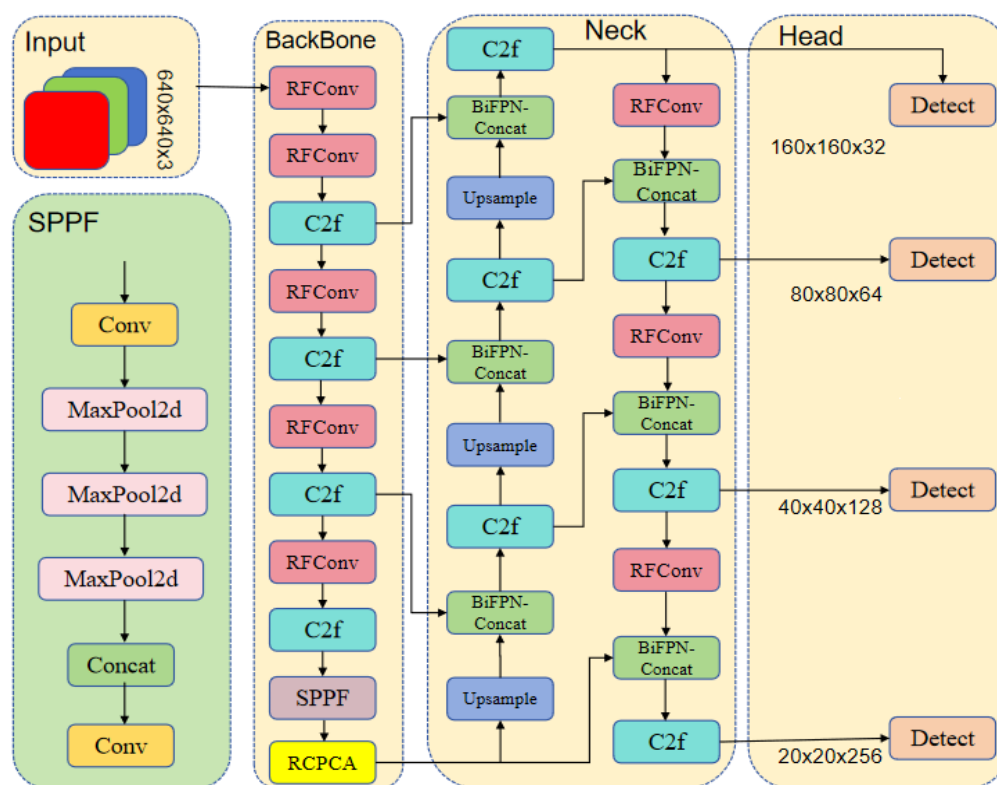 Input
640x640x3
SPPF
Conv
MaxPool2d
MaxPool2d
MaxPool2d
Concat
Conv
BackBone
RFConv
RFConv
C2f
RFConv
C2f
RFConv
C2f
RFConv
C2f
SPPF
RCPCA
Neck
C2f
BiFPN-
Concat
Upsample
C2f
BiFPN-
Concat
Upsample
C2f
BiFPN-
Concat
Upsample
RFConv
BiFPN-
Concat
C2f
RFConv
BiFPN-
Concat
C2f
RFConv
BiFPN-
Concat
C2f
Head
Detect
160x160x32
Detect
80x80x64
Detect
40x40x128
Detect
20x20x256